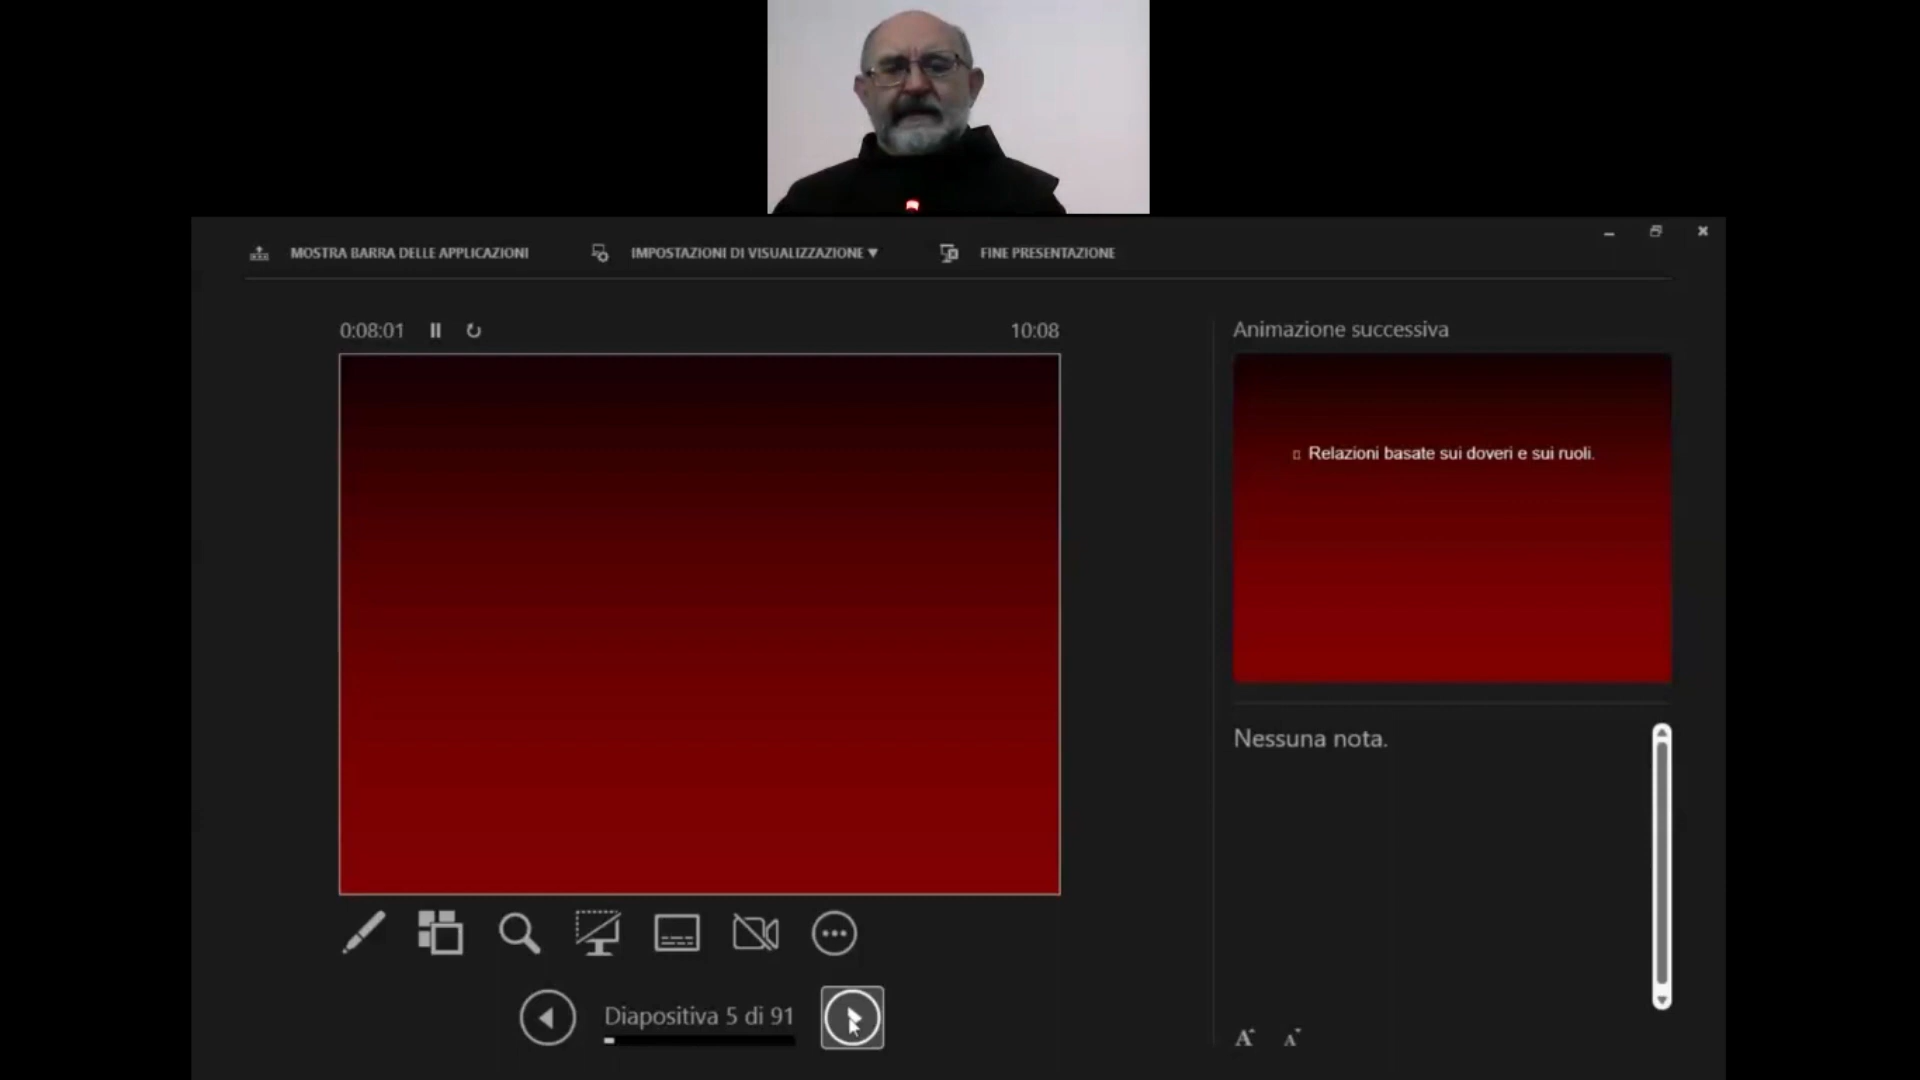 MOSTRA BARRA DELLE APPLICAZIONI
IMPOSTAZIONI DI VISUALIZZAZIONE ▼
FINE PRESENTAZIONE
0:08:01
10:08
Animazione successiva
Relazioni basate sui doveri e sui ruoli.
Nessuna nota.
Diapositiva 5 di 91
A A